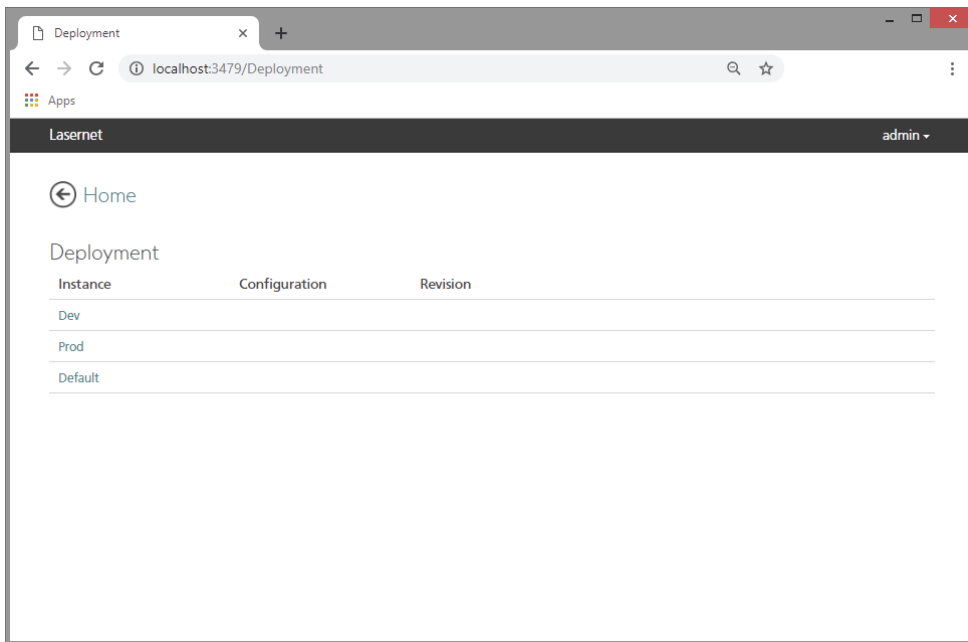 Deployment
localhost:3479/Deployment
Apps
Lasernet admin
Home
Deployment
Instance Configuration Revision
Dev
Prod
Default